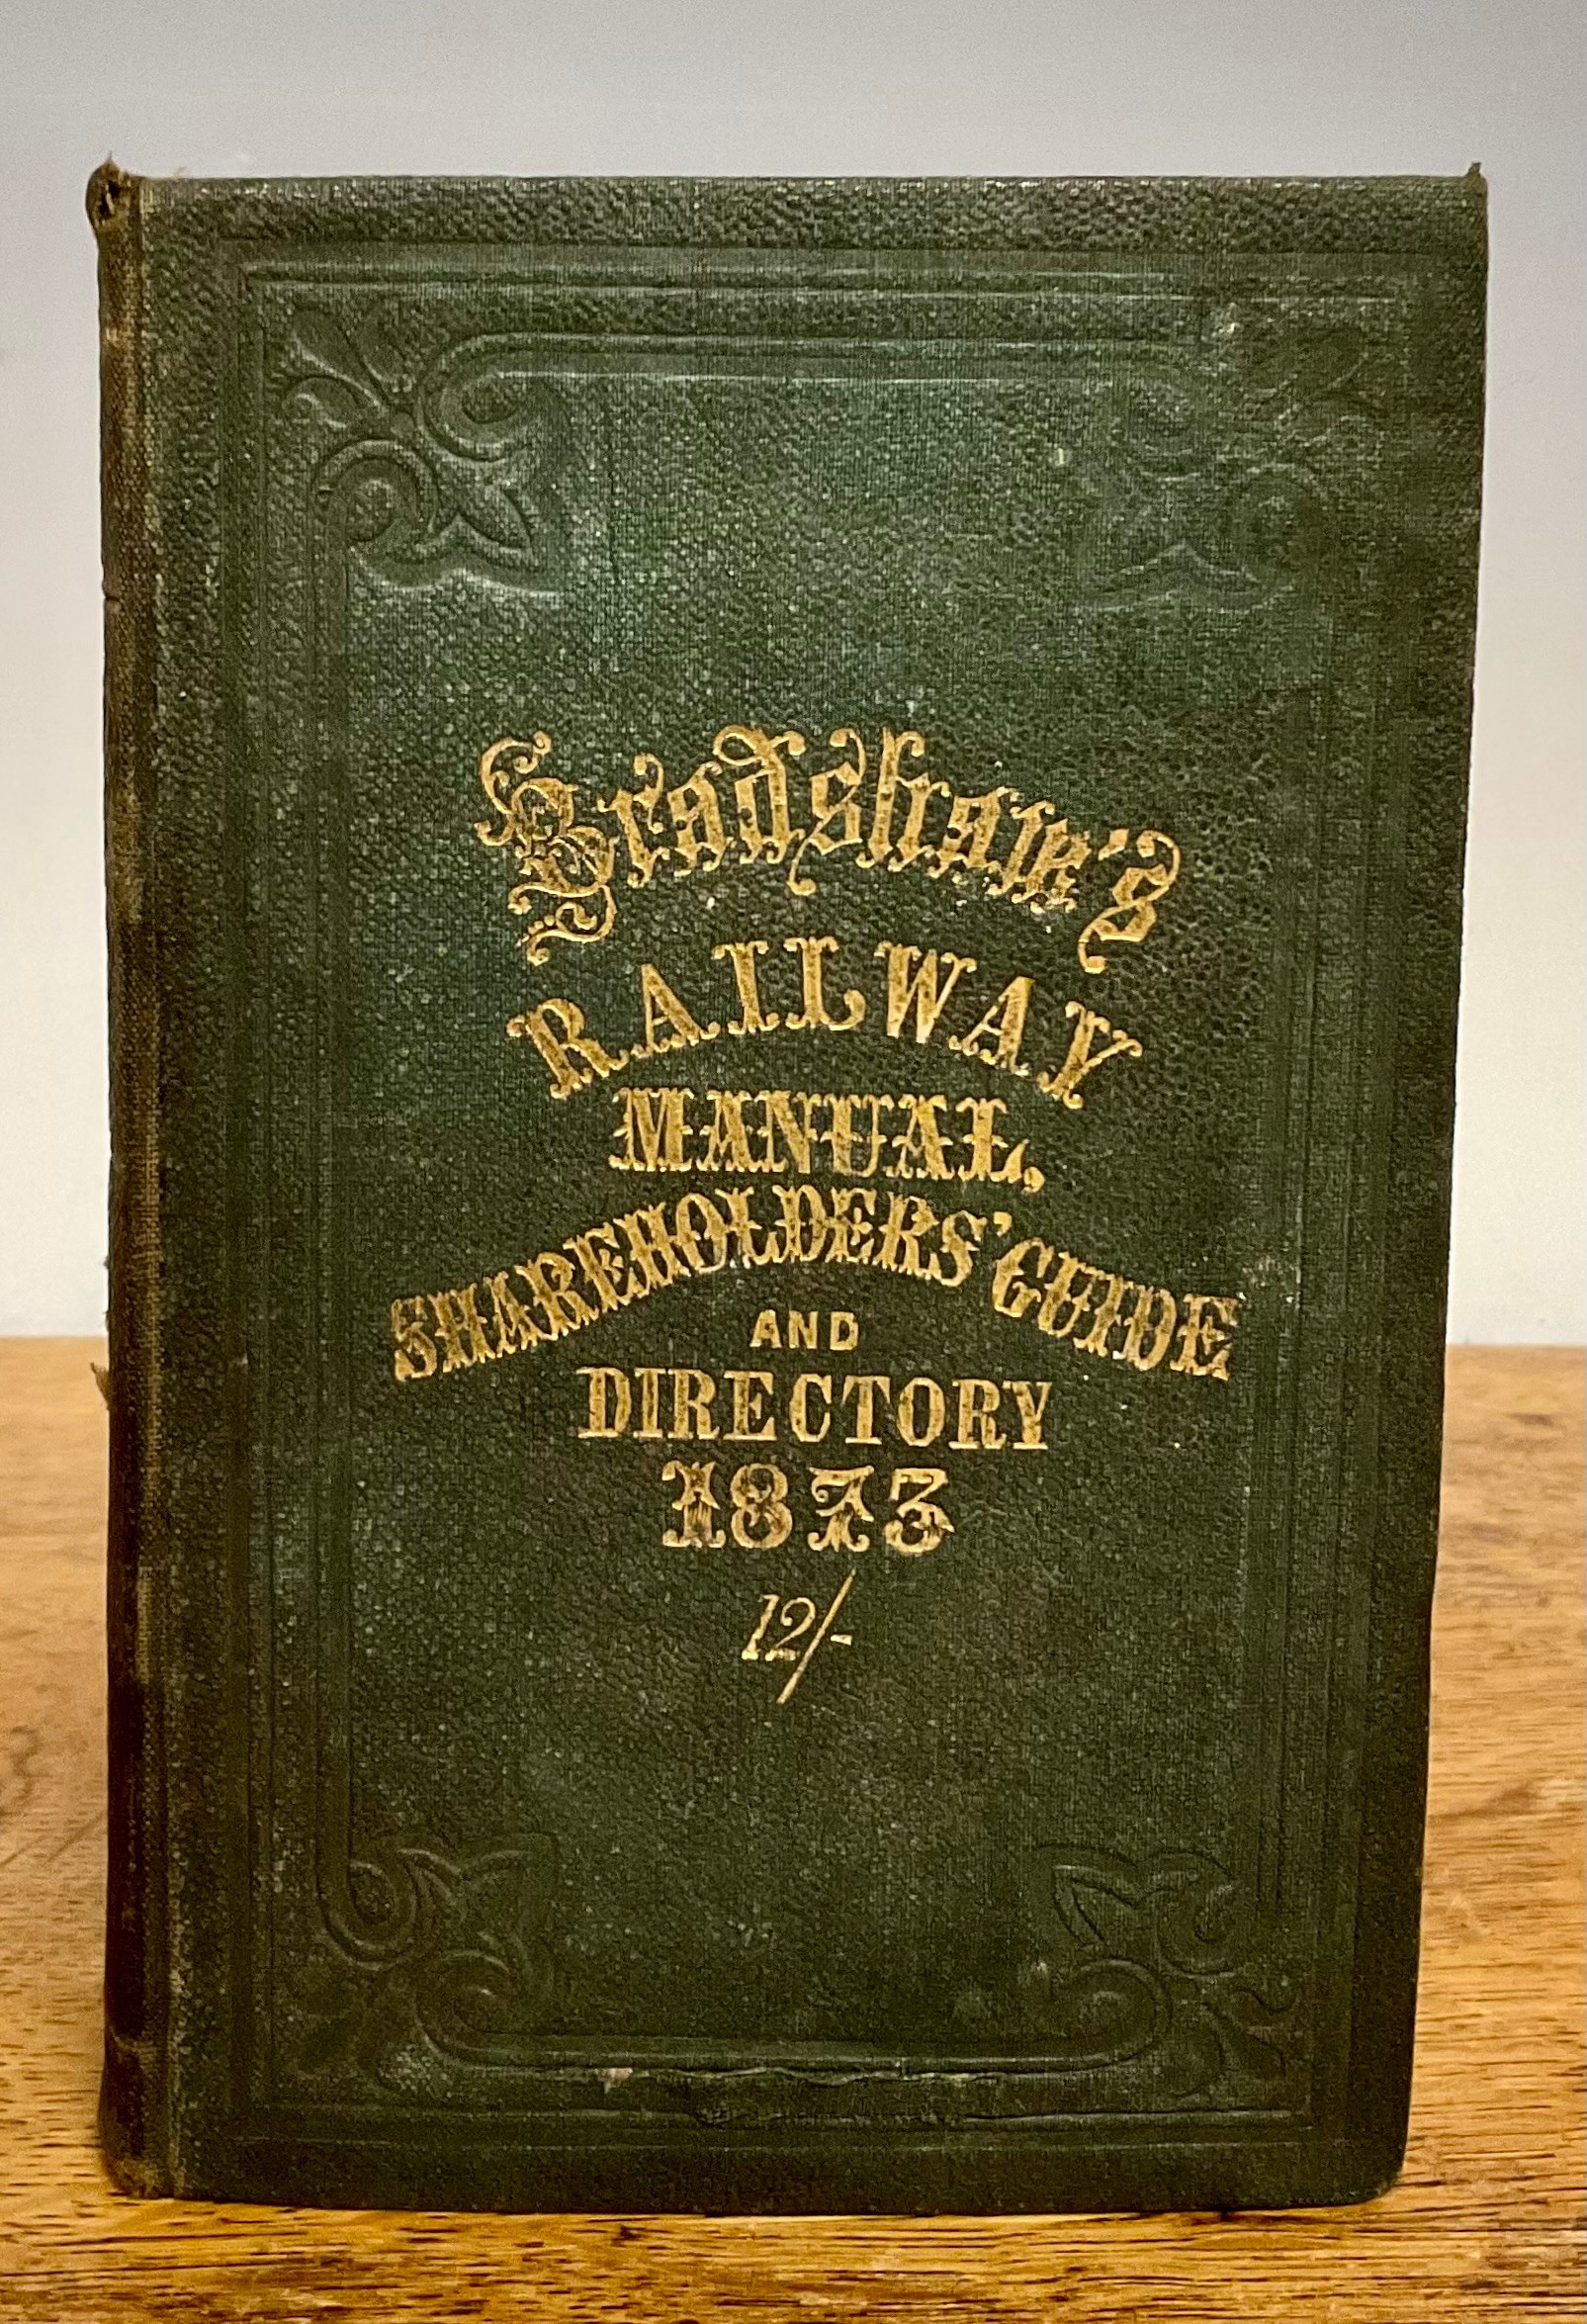 Bradshaw's
RAILWAY
MANUAL,
SHAREHOLDERS' GUIDE
AND
DIRECTORY
1873
12/-